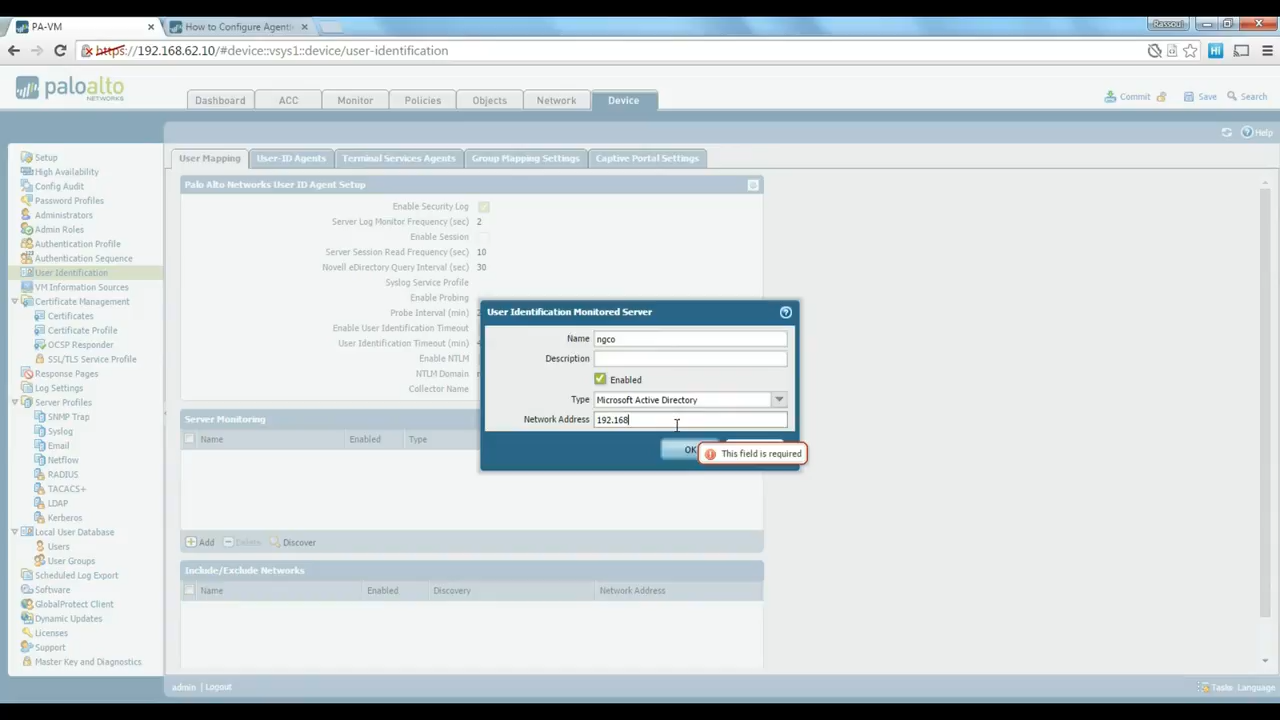 PA-VM
How to Configure Agentl
Rassoul
https://192.168.62.10/#device::vsys1::device/user-identification
paloalto
NETWORKS
Dashboard
ACC
Monitor
Policies
Objects
Network
Device
Commit
Save
Search
Help
Setup
High Availability
Config Audit
Password Profiles
Administrators
Admin Roles
Authentication Profile
Authentication Sequence
User Identification
VM Information Sources
Certificate Management
Certificates
Certificate Profile
OCSP Responder
SSL/TLS Service Profile
Response Pages
Log Settings
Server Profiles
SNMP Trap
Syslog
Email
Netflow
RADIUS
TACACS+
LDAP
Kerberos
Local User Database
Users
User Groups
Scheduled Log Export
Software
GlobalProtect Client
Dynamic Updates
Licenses
Support
Master Key and Diagnostics
User Mapping
User-ID Agents
Terminal Services Agents
Group Mapping Settings
Captive Portal Settings
Palo Alto Networks User ID Agent Setup
Enable Security Log
Server Log Monitor Frequency (sec) 2
Enable Session
Server Session Read Frequency (sec) 10
Novell eDirectory Query Interval (sec) 30
Syslog Service Profile
Enable Probing
Probe Interval (min)
Enable User Identification Timeout
User Identification Timeout (min)
Enable NTLM
NTLM Domain
Collector Name
User Identification Monitored Server
Name ngco
Description
Enabled
Type Microsoft Active Directory
Network Address 192.168
OK
This field is required
Server Monitoring
Name Enabled Type
Add Delete Discover
Include/Exclude Networks
Name Enabled Discovery Network Address
admin | Logout
Tasks Language